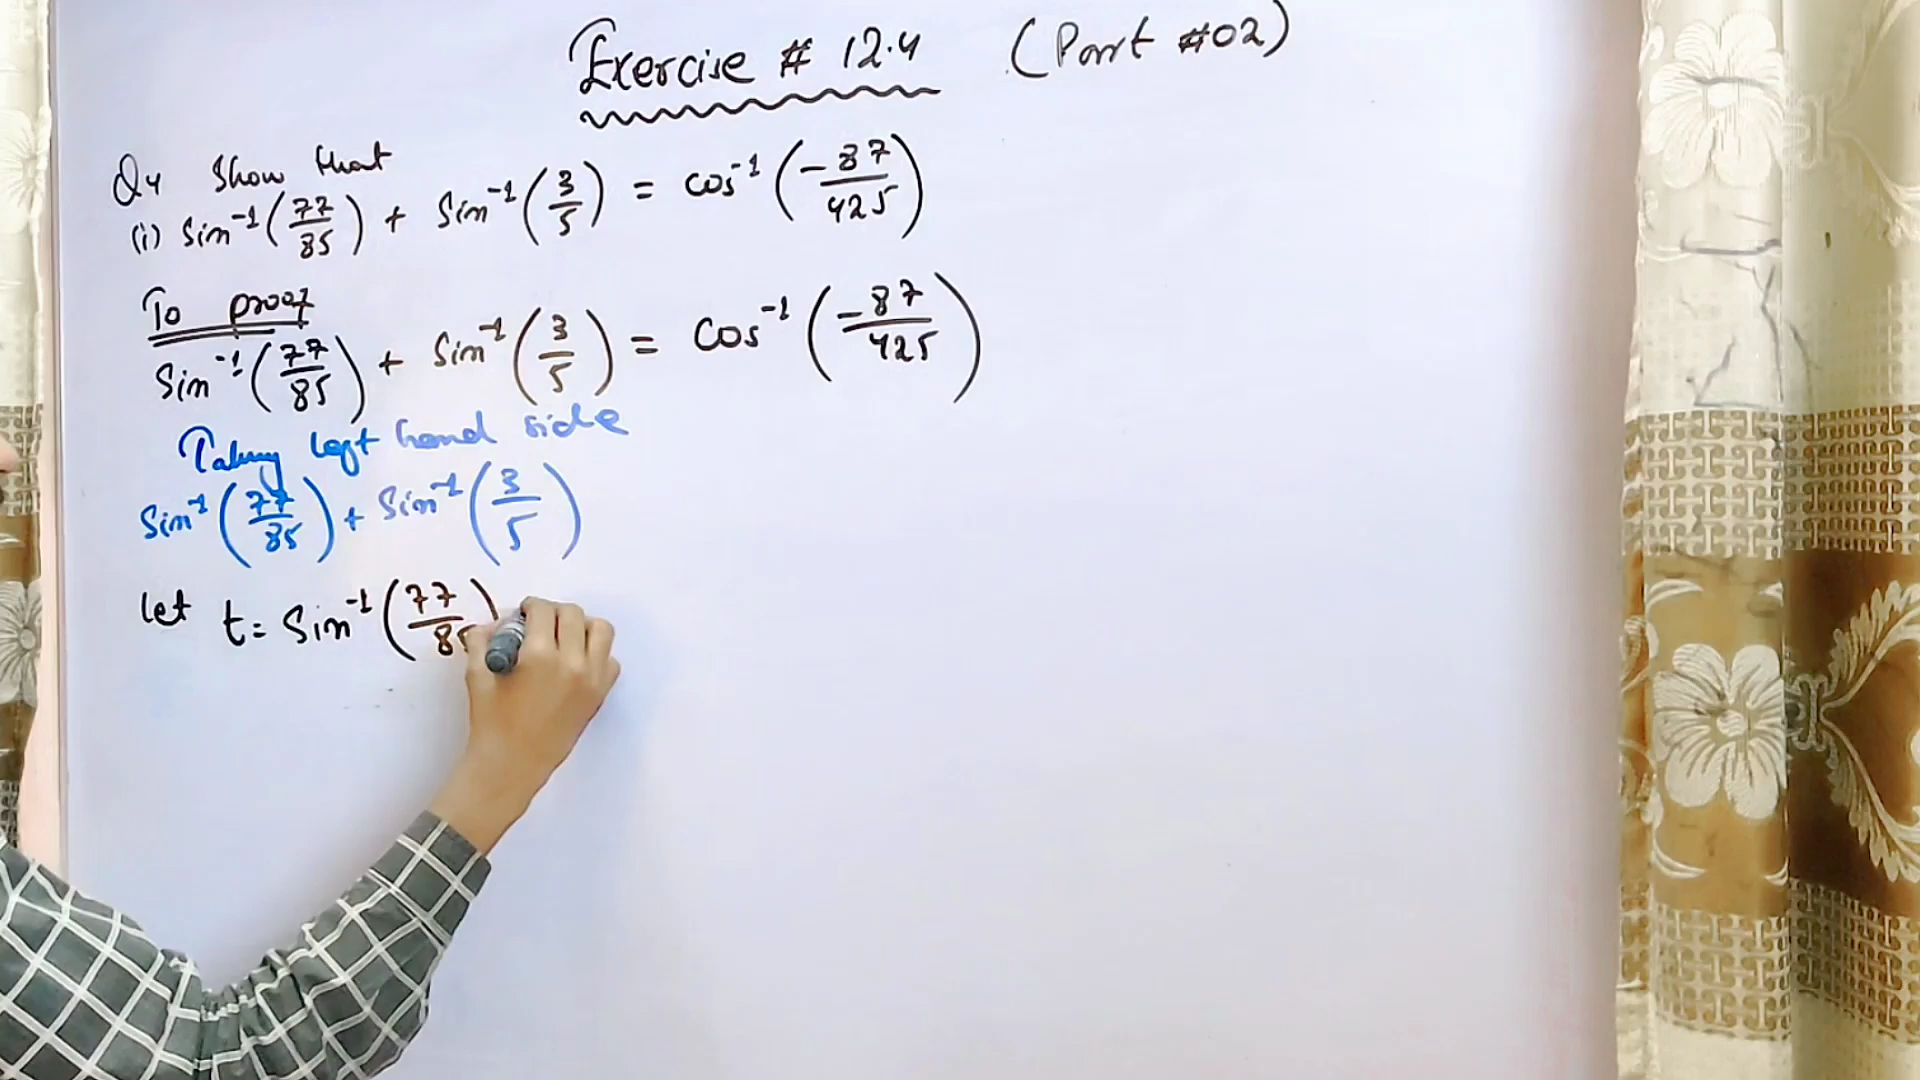 Exercise # 12.4 (Part #02)
Q4 Show that
(i) Sin⁻¹(77/85) + Sin⁻¹(3/5) = cos⁻¹(-87/425)
To proof
Sin⁻¹(77/85) + Sin⁻¹(3/5) = cos⁻¹(-87/425)
Taking left hand side
Sin⁻¹(77/85) + Sin⁻¹(3/5)
let t = Sin⁻¹(77/85)